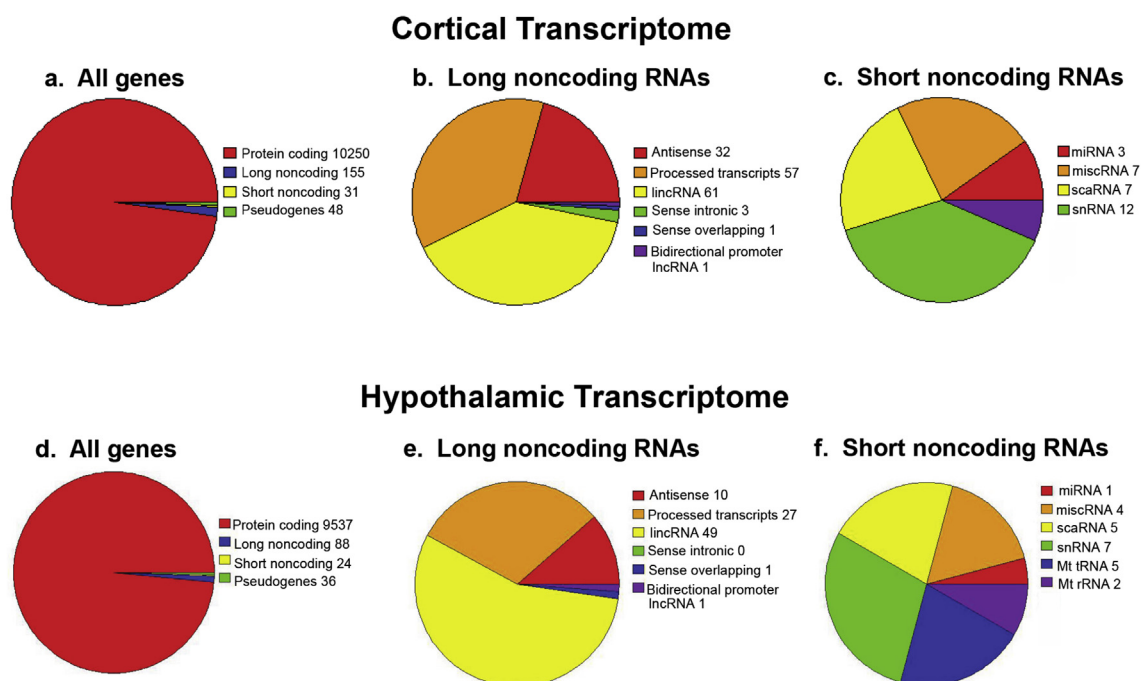 Cortical Transcriptome
a. All genes
Protein coding 10250
Long noncoding 155
Short noncoding 31
Pseudogenes 48
b. Long noncoding RNAs
Antisense 32
Processed transcripts 57
lincRNA 61
Sense intronic 3
Sense overlapping 1
Bidirectional promoter
lncRNA 1
c. Short noncoding RNAs
miRNA 3
miscRNA 7
scaRNA 7
snRNA 12
Hypothalamic Transcriptome
d. All genes
Protein coding 9537
Long noncoding 88
Short noncoding 24
Pseudogenes 36
e. Long noncoding RNAs
Antisense 10
Processed transcripts 27
lincRNA 49
Sense intronic 0
Sense overlapping 1
Bidirectional promoter
lncRNA 1
f. Short noncoding RNAs
miRNA 1
miscRNA 4
scaRNA 5
snRNA 7
Mt tRNA 5
Mt rRNA 2